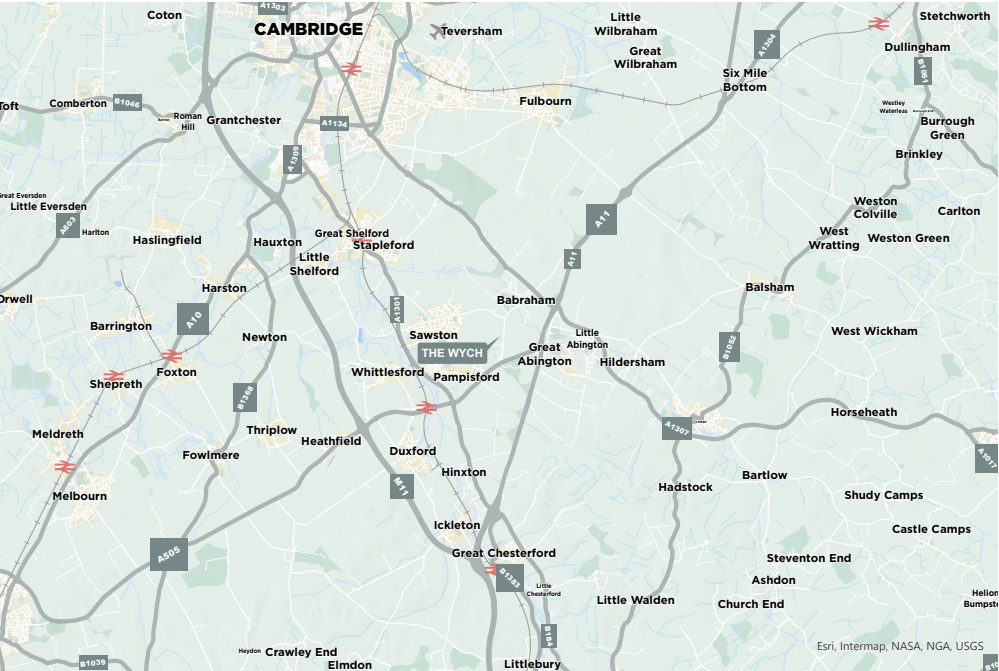 A1303
Stetchworth
Coton
CAMBRIDGE
Little
Wilbraham
Teversham
A1304
Dullingham
Great
Wilbraham
B1061
Six Mile
Bottom
Toft
Comberton
B1046
Fulbourn
Westley
Waterless
Roman
Hill
Grantchester
A1134
Burrough
Green
A1309
Brinkley
Great Eversden
Little Eversden
Weston
Colville
Carlton
A603
Harlton
A11
Haslingfield
Hauxton
Great Shelford
Stapleford
West
Wratting
Weston Green
Little
Shelford
A11
Harston
Balsham
Orwell
Babraham
A1301
A10
Barrington
Newton
Sawston
Little
Abington
West Wickham
THE WYCH
Great
Abington
B1052
Hildersham
Foxton
Shepreth
Whittlesford
Pampisford
B1368
Horseheath
Meldreth
Thriplow
Heathfield
A1307
Fowlmere
Duxford
A1017
Hinxton
Bartlow
Melbourn
M11
Hadstock
Shudy Camps
Ickleton
Castle Camps
A505
Great Chesterford
Steventon End
B1383
Ashdon
Little
Chesterford
Little Walden
Church End
Helion
Bumpste
B184
Heydon
Crawley End
Elmdon
B1039
Littlebury
Esri, Intermap, NASA, NGA, USGS